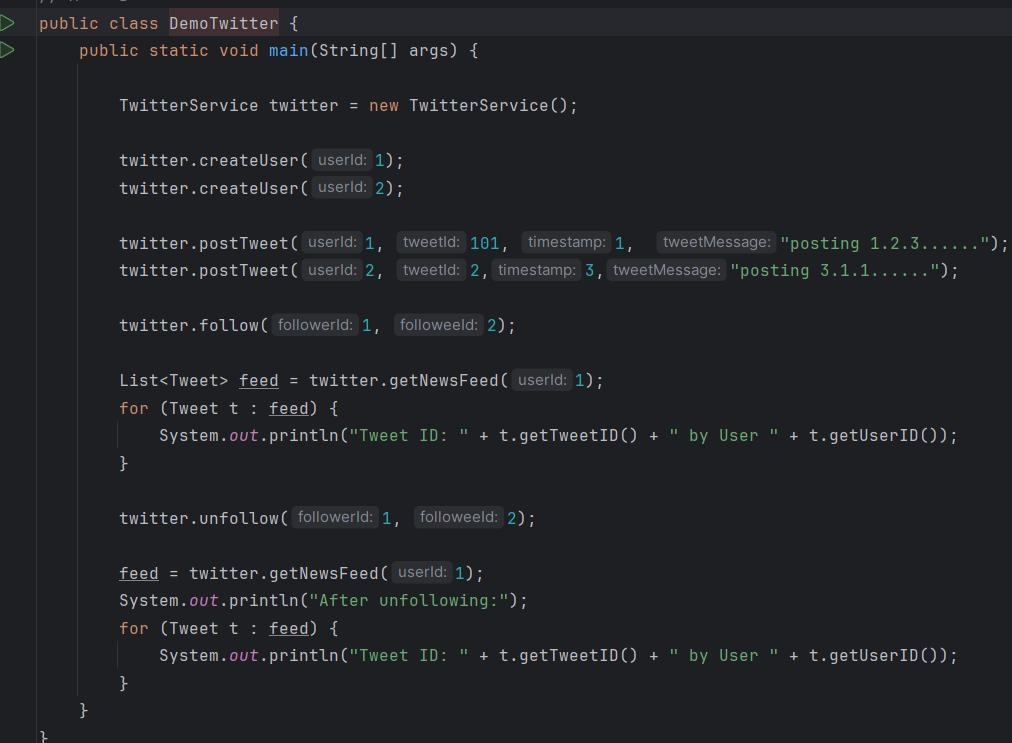 public class DemoTwitter {
public static void main(String[] args) {
TwitterService twitter = new TwitterService();
twitter.createUser( userId: 1);
twitter.createUser( userId: 2);
twitter.postTweet( userId: 1, tweetId: 101, timestamp: 1, tweetMessage: "posting 1.2.3......");
twitter.postTweet( userId: 2, tweetId: 2, timestamp: 3, tweetMessage: "posting 3.1.1......");
twitter.follow( followerId: 1, followeeId: 2);
List<Tweet> feed = twitter.getNewsFeed( userId: 1);
for (Tweet t : feed) {
System.out.println("Tweet ID: " + t.getTweetID() + " by User " + t.getUserID());
}
twitter.unfollow( followerId: 1, followeeId: 2);
feed = twitter.getNewsFeed( userId: 1);
System.out.println("After unfollowing:");
for (Tweet t : feed) {
System.out.println("Tweet ID: " + t.getTweetID() + " by User " + t.getUserID());
}
}
}